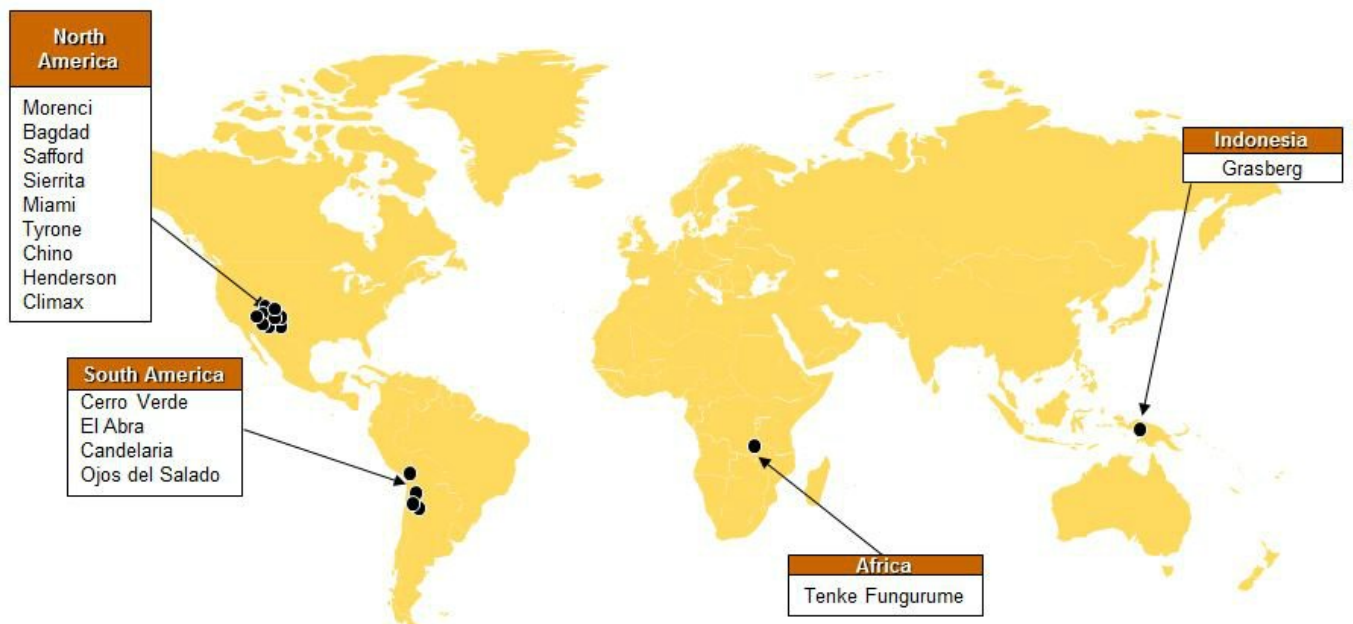 North
America
Morenci
Bagdad
Safford
Sierrita
Miami
Tyrone
Chino
Henderson
Climax
Indonesia
Grasberg
South America
Cerro Verde
El Abra
Candelaria
Ojos del Salado
Africa
Tenke Fungurume